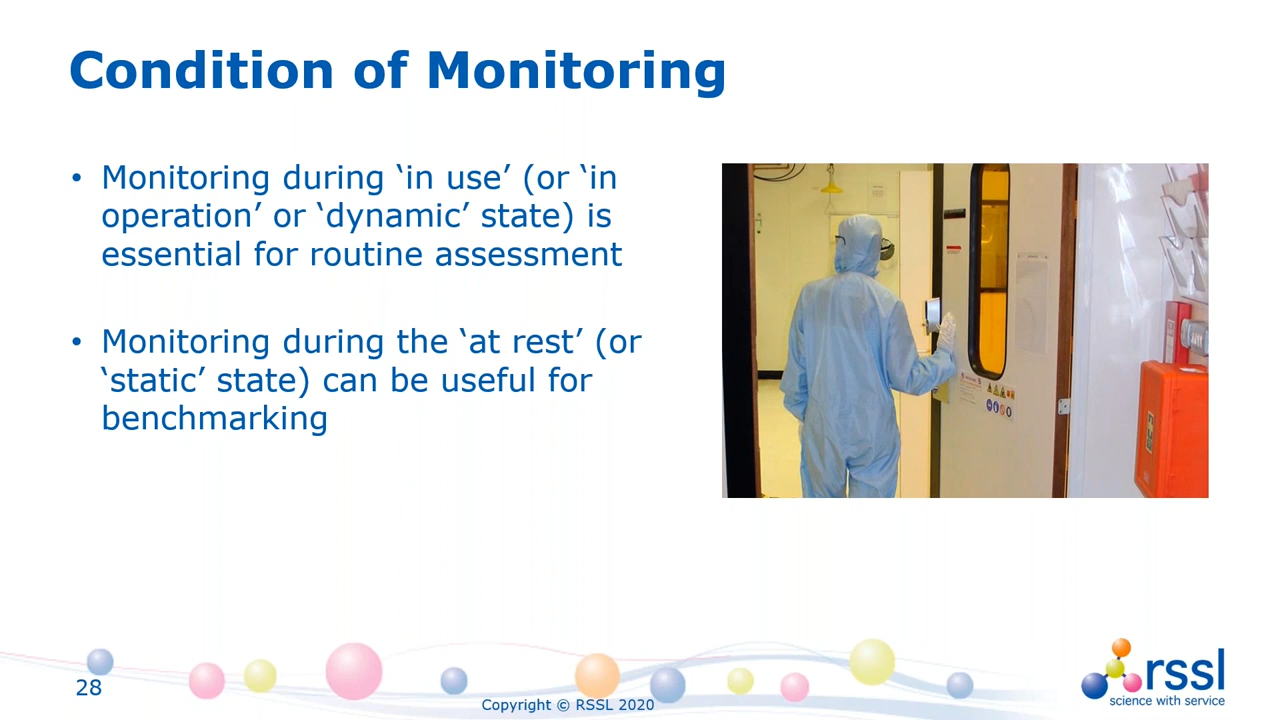 Condition of Monitoring
• Monitoring during ‘in use’ (or ‘in
operation’ or ‘dynamic’ state) is
essential for routine assessment
• Monitoring during the ‘at rest’ (or
‘static’ state) can be useful for
benchmarking
28
Copyright © RSSL 2020
rssl
science with service